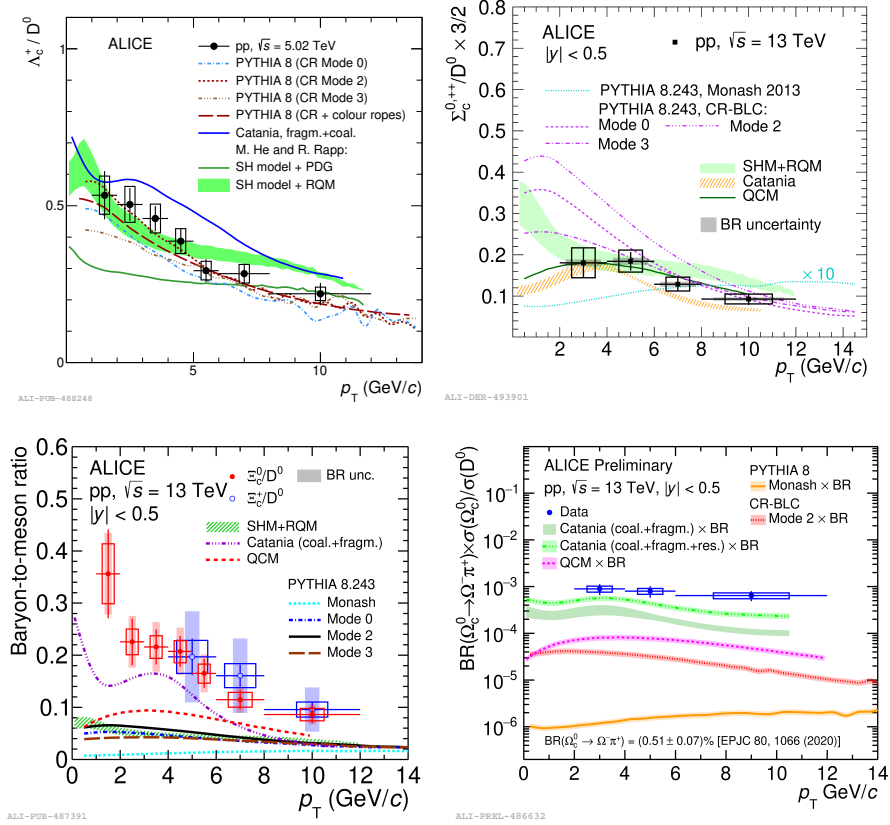 Λc+ / D0
1
0.5
0
ALICE
pp, √s = 5.02 TeV
PYTHIA 8 (CR Mode 0)
PYTHIA 8 (CR Mode 2)
PYTHIA 8 (CR Mode 3)
PYTHIA 8 (CR + colour ropes)
Catania, fragm.+coal.
M. He and R. Rapp:
SH model + PDG
SH model + RQM
5 10
pT (GeV/c)
ALI-PUB-488248
Σc0,++/D0 × 3/2
0.8
0.7
0.6
0.5
0.4
0.3
0.2
0.1
ALICE
|y| < 0.5
pp, √s = 13 TeV
PYTHIA 8.243, Monash 2013
PYTHIA 8.243, CR-BLC:
Mode 0 Mode 2
Mode 3
SHM+RQM
Catania
QCM
BR uncertainty
× 10
2 4 6 8 10 12 14
pT (GeV/c)
ALI-DER-493901
Baryon-to-meson ratio
0.6
0.5
0.4
0.3
0.2
0.1
0
ALICE
pp, √s = 13 TeV
|y| < 0.5
Ξc0/D0
Ξc+/D0
BR unc.
SHM+RQM
Catania (coal.+fragm.)
QCM
PYTHIA 8.243
Monash
Mode 0
Mode 2
Mode 3
0 2 4 6 8 10 12 14
pT (GeV/c)
ALI-PUB-487391
BR(Ωc0→Ω−π+)×σ(Ωc0)/σ(D0)
10−1
10−2
10−3
10−4
10−5
10−6
ALICE Preliminary
pp, √s = 13 TeV, |y| < 0.5
Data
Catania (coal.+fragm.) × BR
Catania (coal.+fragm.+res.) × BR
QCM × BR
PYTHIA 8
Monash × BR
CR-BLC
Mode 2 × BR
BR(Ωc0 → Ω−π+) = (0.51 ± 0.07)% [EPJC 80, 1066 (2020)]
0 2 4 6 8 10 12 14
pT GeV/c
ALI-PREL-486632